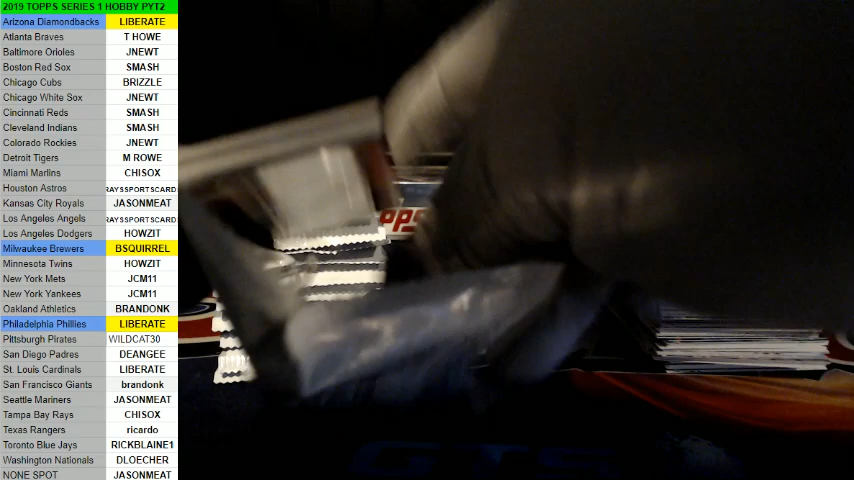 2019 TOPPS SERIES 1 HOBBY PYT2
Arizona Diamondbacks LIBERATE
Atlanta Braves T HOWE
Baltimore Orioles JNEWT
Boston Red Sox SMASH
Chicago Cubs BRIZZLE
Chicago White Sox JNEWT
Cincinnati Reds SMASH
Cleveland Indians SMASH
Colorado Rockies JNEWT
Detroit Tigers M ROWE
Miami Marlins CHISOX
Houston Astros RAYSSPORTSCARD
Kansas City Royals JASONMEAT
Los Angeles Angels RAYSSPORTSCARD
Los Angeles Dodgers HOWZIT
Milwaukee Brewers BSQUIRREL
Minnesota Twins HOWZIT
New York Mets JCM11
New York Yankees JCM11
Oakland Athletics BRANDONK
Philadelphia Phillies LIBERATE
Pittsburgh Pirates WILDCAT30
San Diego Padres DEANGEE
St. Louis Cardinals LIBERATE
San Francisco Giants brandonk
Seattle Mariners JASONMEAT
Tampa Bay Rays CHISOX
Texas Rangers ricardo
Toronto Blue Jays RICKBLAINE1
Washington Nationals DLOECHER
NONE SPOT JASONMEAT
PPS
GTS